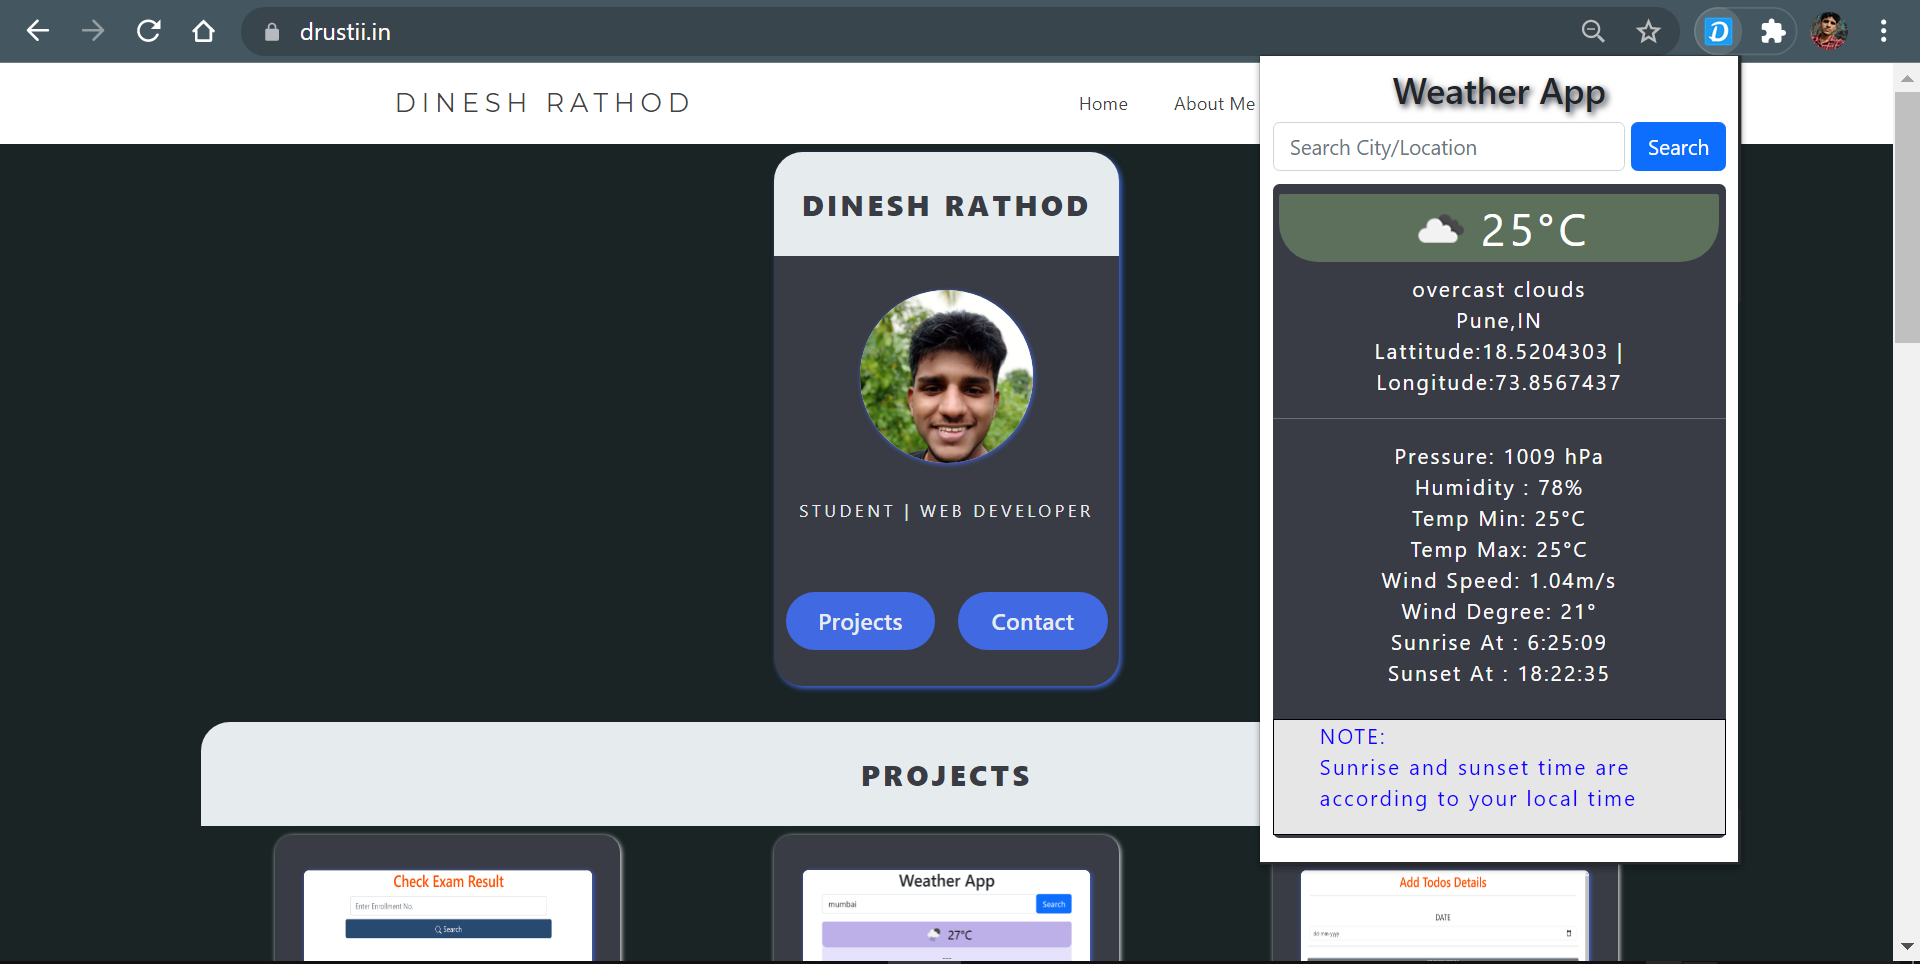 drustii.in
DINESH RATHOD
Home
About Me
DINESH RATHOD
STUDENT | WEB DEVELOPER
Projects
Contact
PROJECTS
Check Exam Result
Enter Enrollment No.
Search
Weather App
mumbai
Search
27°C
Add Todos Details
DATE
dd-mm-yyyy
D
Weather App
Search City/Location
Search
25°C
overcast clouds
Pune,IN
Lattitude:18.5204303 |
Longitude:73.8567437
Pressure: 1009 hPa
Humidity : 78%
Temp Min: 25°C
Temp Max: 25°C
Wind Speed: 1.04m/s
Wind Degree: 21°
Sunrise At : 6:25:09
Sunset At : 18:22:35
NOTE:
Sunrise and sunset time are
according to your local time